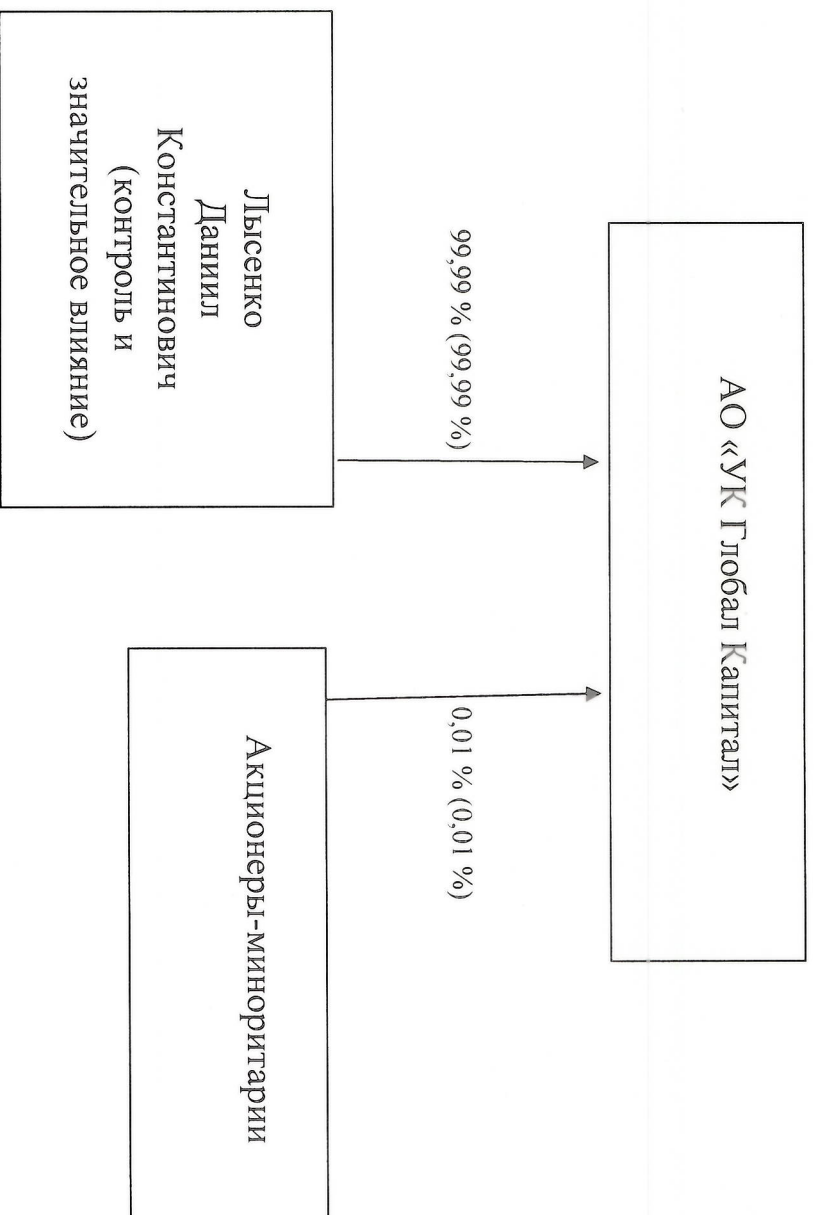 АО «УК Глобал Капитал»
99,99 % (99,99 %)
0,01 % (0,01 %)
Лысенко
Даниил
Константинович
(контроль и
значительное влияние)
Акционеры-миноритарии